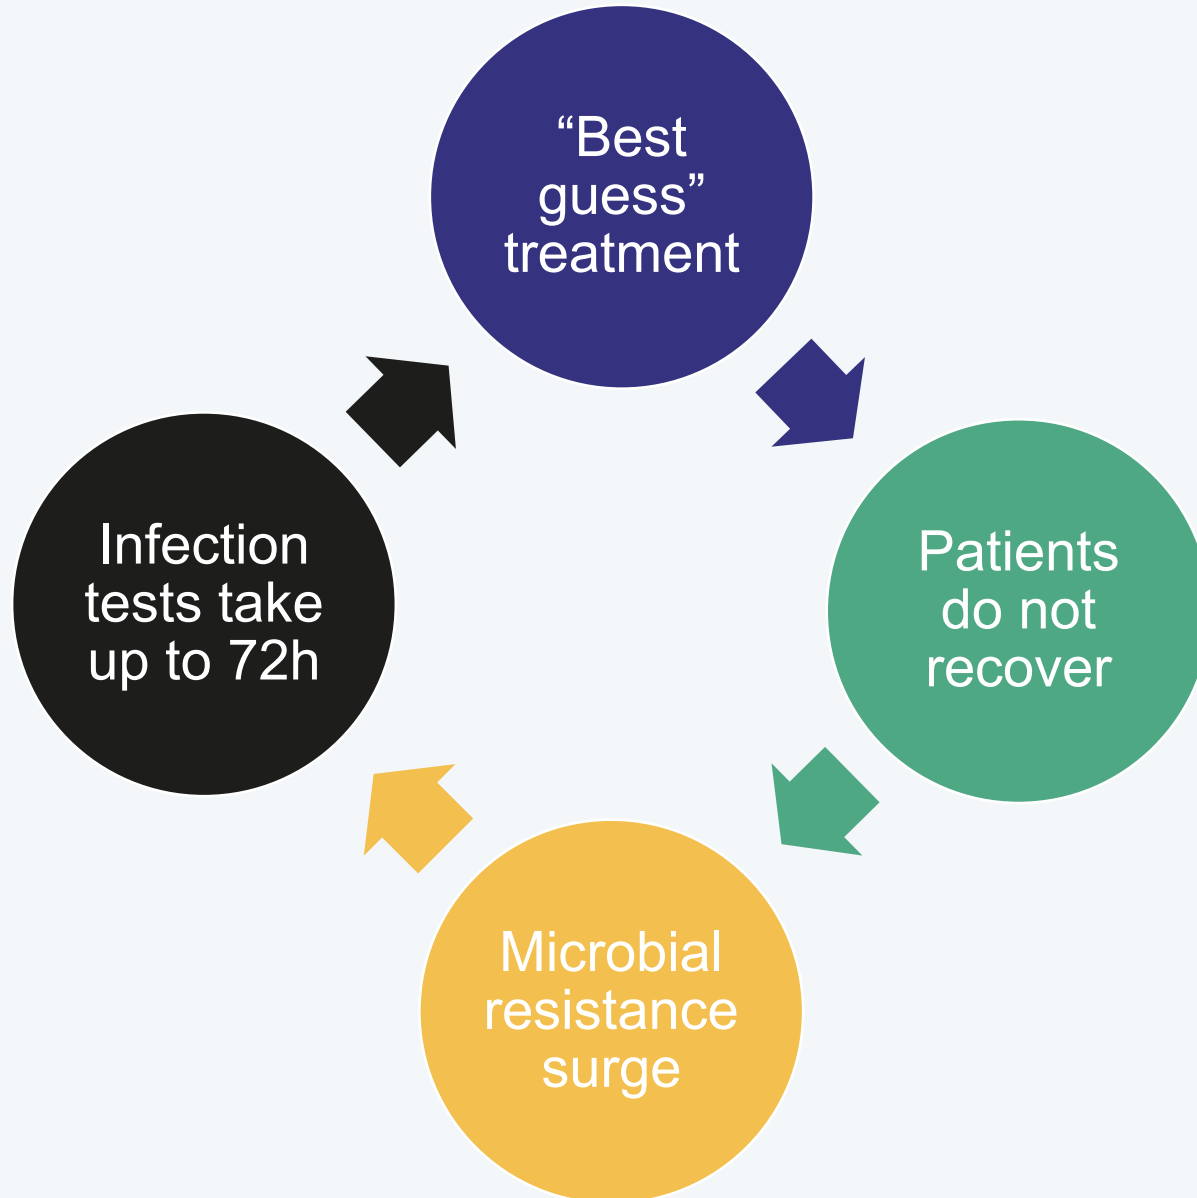 “Best
guess”
treatment
Infection
tests take
up to 72h
Patients
do not
recover
Microbial
resistance
surge